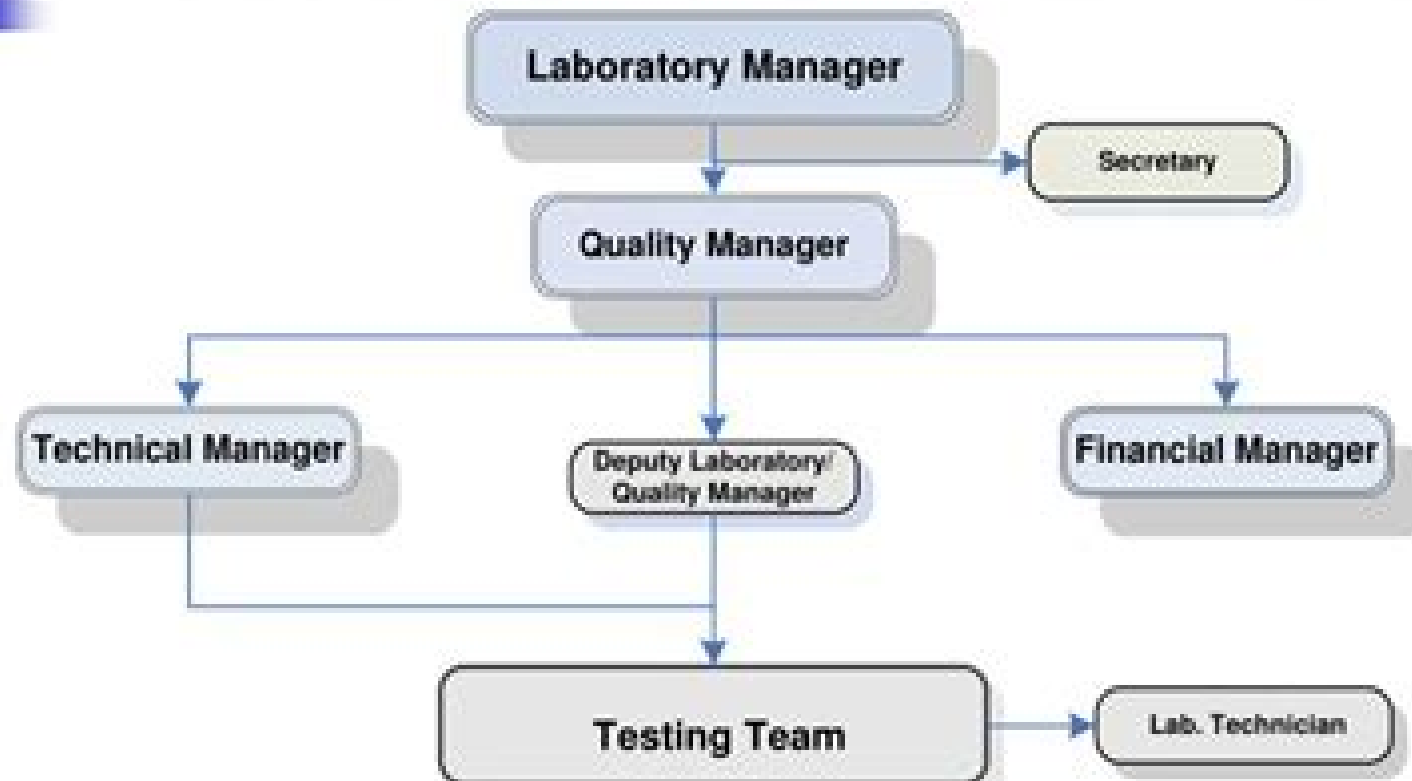 Laboratory Manager
Secretary
Quality Manager
Technical Manager
Deputy Laboratory/
Quality Manager
Financial Manager
Testing Team
Lab. Technician